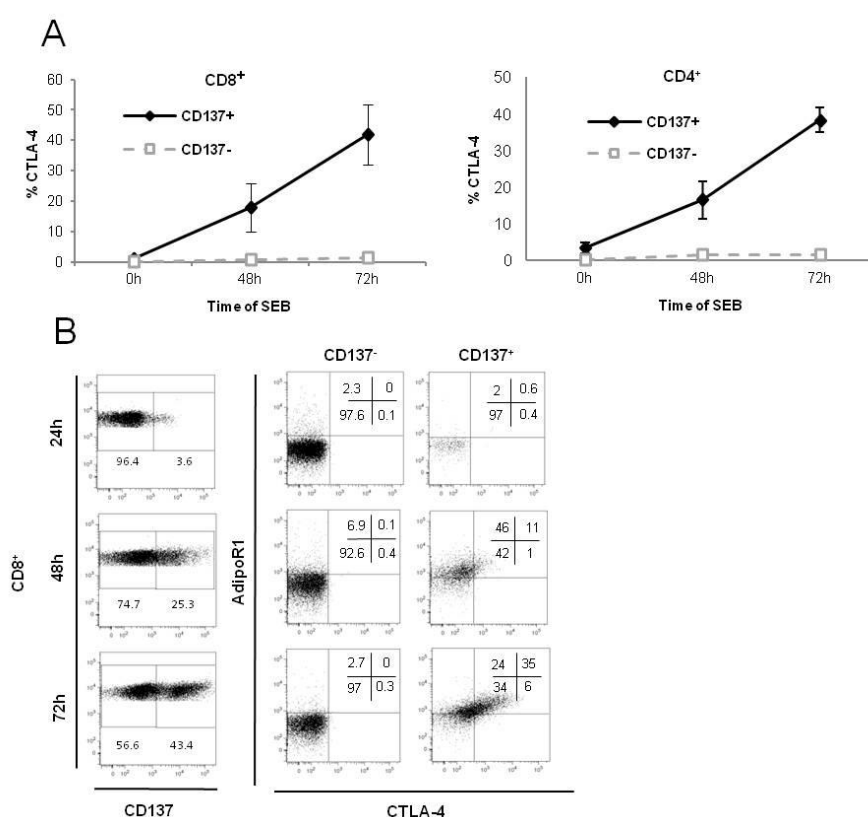 A
CD8+
CD137+
CD137-
% CTLA-4
60
50
40
30
20
10
0
0h 48h 72h
Time of SEB
CD4+
CD137+
CD137-
% CTLA-4
50
40
30
20
10
0
0h 48h 72h
Time of SEB
B
CD137- CD137+
24h
96.4 3.6
2.3 0
97.6 0.1
2 0.6
97 0.4
CD8+
48h
74.7 25.3
AdipoR1
6.9 0.1
92.6 0.4
46 11
42 1
72h
56.6 43.4
2.7 0
97 0.3
24 35
34 6
CD137
CTLA-4